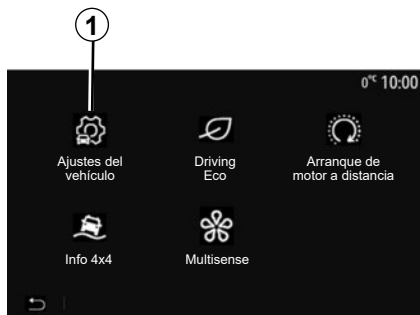 1
0°C 10:00
Ajustes del
vehículo
Driving
Eco
Arranque de
motor a distancia
Info 4x4
Multisense